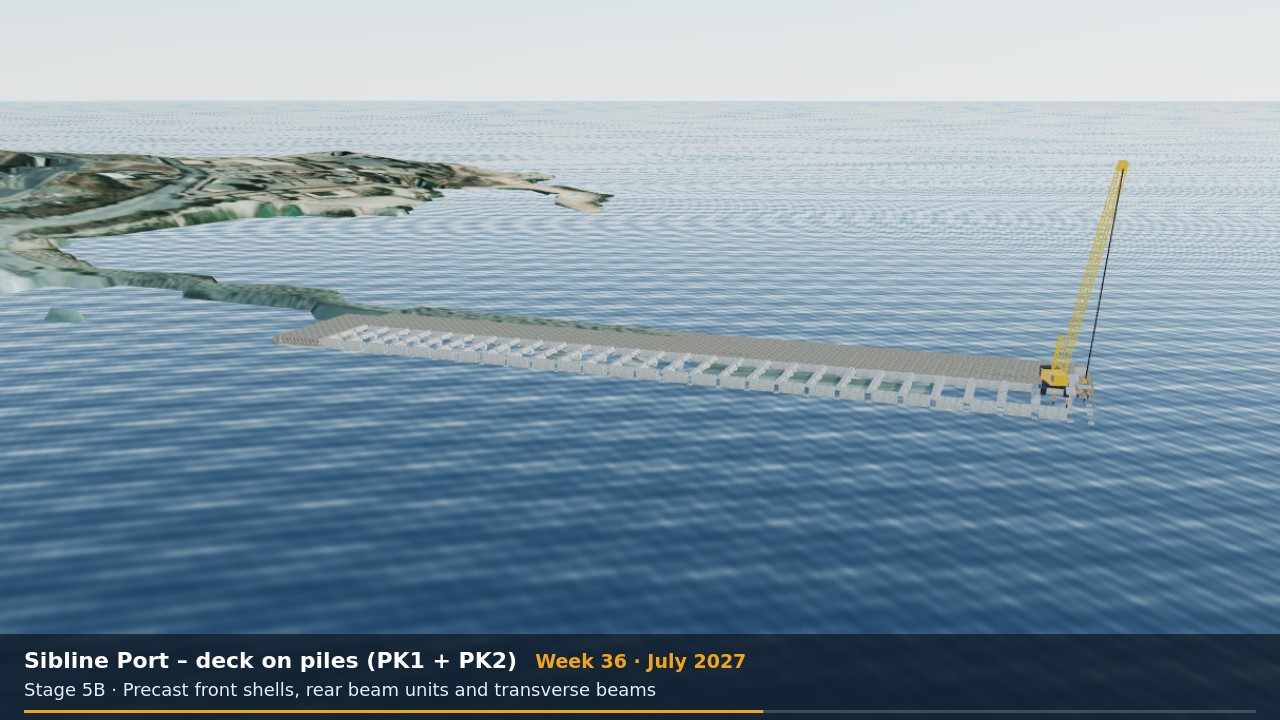 Sibline Port – deck on piles (PK1 + PK2) Week 36 · July 2027
Stage 5B · Precast front shells, rear beam units and transverse beams